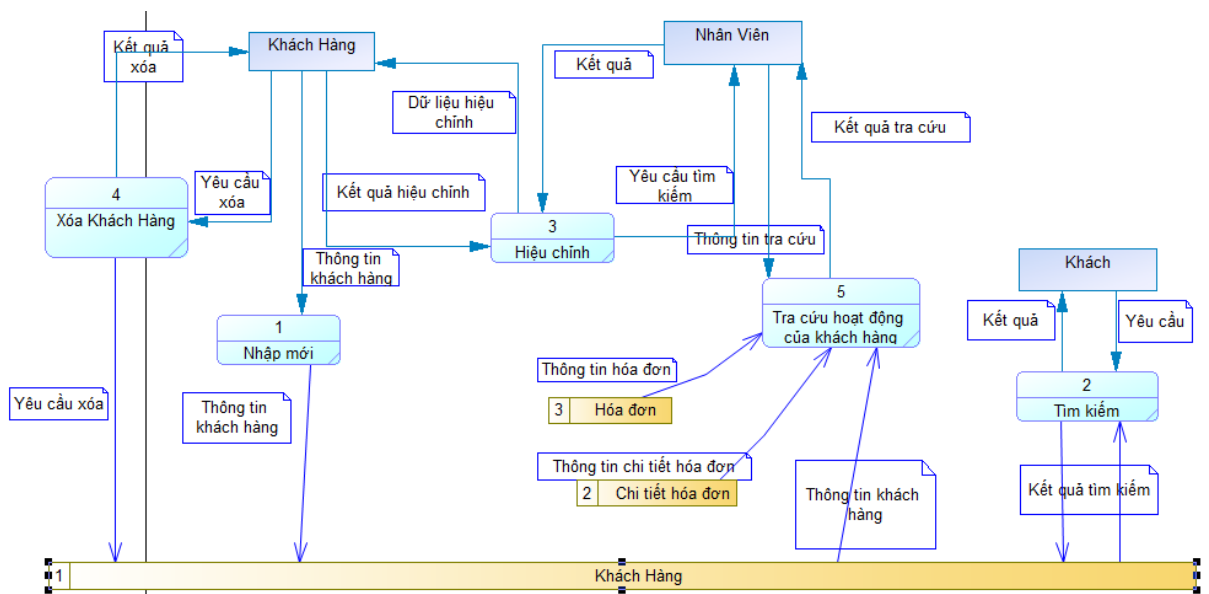 Kết quả
xóa
Khách Hàng
Nhân Viên
Kết quả
Dữ liệu hiệu
chỉnh
Kết quả tra cứu
4
Xóa Khách Hàng
Yêu cầu
xóa
Kết quả hiệu chỉnh
Yêu cầu tìm
kiếm
3
Hiệu chỉnh
Thông tin tra cứu
Thông tin
khách hàng
Khách
5
Tra cứu hoạt động
của khách hàng
1
Nhập mới
Kết quả
Yêu cầu
Thông tin hóa đơn
2
Tìm kiếm
Yêu cầu xóa
Thông tin
khách hàng
3 Hóa đơn
Thông tin chi tiết hóa đơn
2 Chi tiết hóa đơn
Thông tin khách
hàng
Kết quả tìm kiếm
1 Khách Hàng